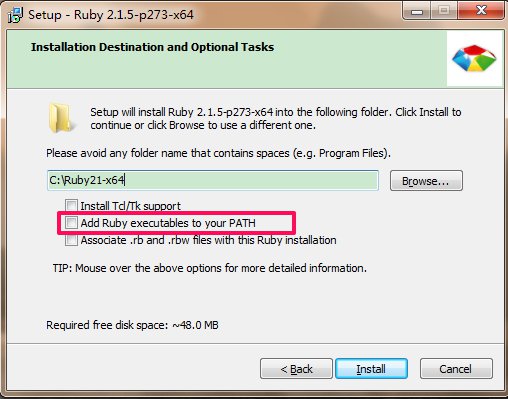 Setup - Ruby 2.1.5-p273-x64
Installation Destination and Optional Tasks
Setup will install Ruby 2.1.5-p273-x64 into the following folder. Click Install to
continue or click Browse to use a different one.
Please avoid any folder name that contains spaces (e.g. Program Files).
C:\Ruby21-x64
Browse...
Install Tcl/Tk support
Add Ruby executables to your PATH
Associate .rb and .rbw files with this Ruby installation
TIP: Mouse over the above options for more detailed information.
Required free disk space: ~48.0 MB
< Back
Install
Cancel